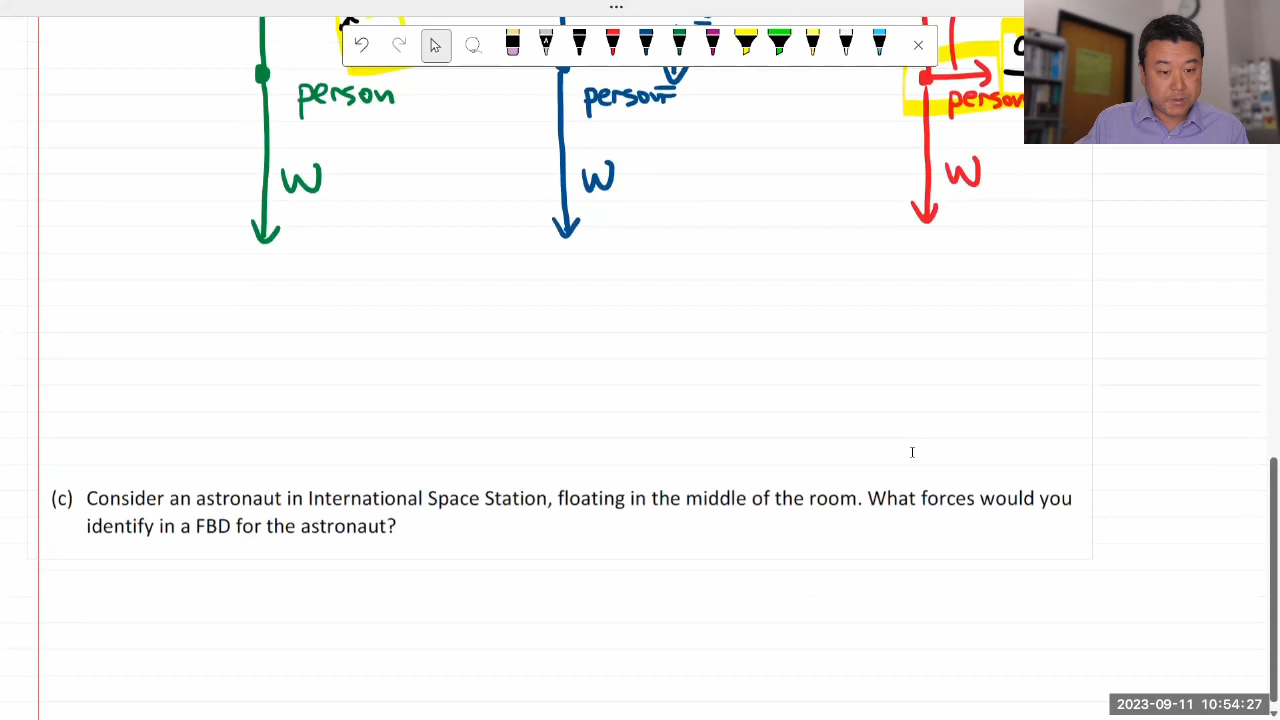 person
person
person
W
W
W
(c) Consider an astronaut in International Space Station, floating in the middle of the room. What forces would you
identify in a FBD for the astronaut?
2023-09-11 10:54:27